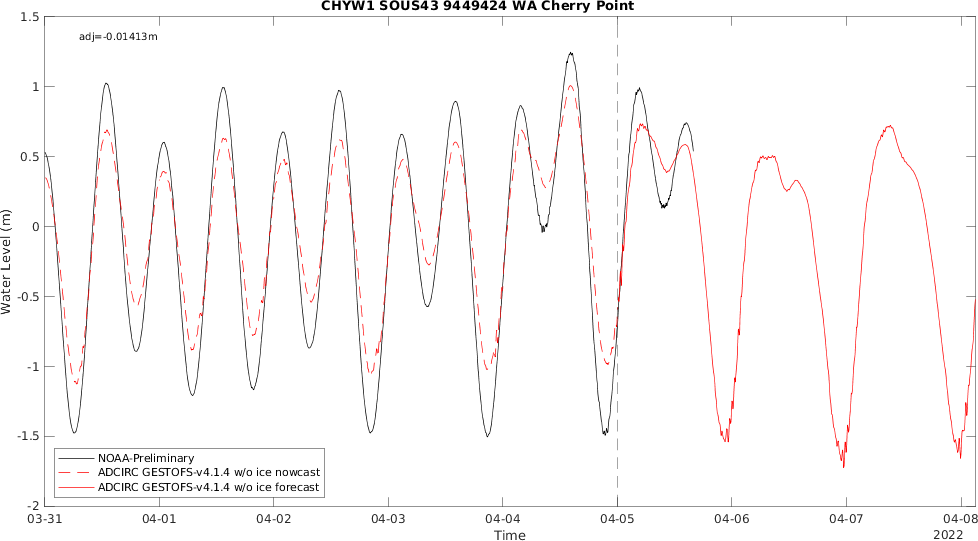 CHYW1 SOUS43 9449424 WA Cherry Point
adj=-0.01413m
Water Level (m)
1.5
1
0.5
0
-0.5
-1
-1.5
-2
NOAA-Preliminary
ADCIRC GESTOFS-v4.1.4 w/o ice nowcast
ADCIRC GESTOFS-v4.1.4 w/o ice forecast
03-31 04-01 04-02 04-03 04-04 04-05 04-06 04-07 04-08
2022
Time